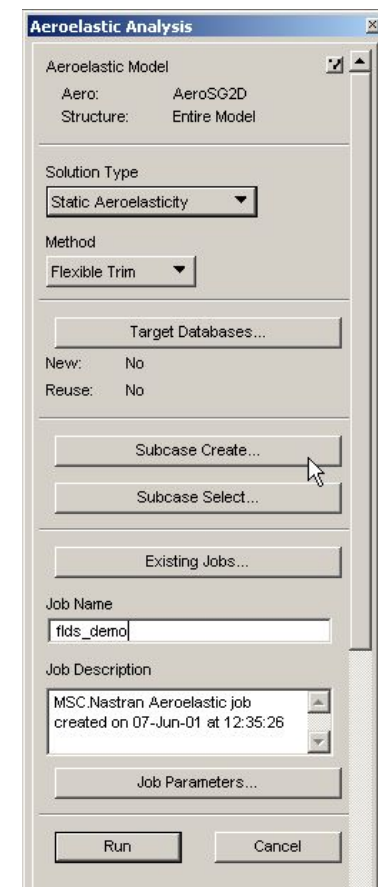 Aeroelastic Analysis
Aeroelastic Model
Aero: AeroSG2D
Structure: Entire Model
Solution Type
Static Aeroelasticity
Method
Flexible Trim
Target Databases...
New: No
Reuse: No
Subcase Create...
Subcase Select...
Existing Jobs...
Job Name
flds_demo
Job Description
MSC.Nastran Aeroelastic job
created on 07-Jun-01 at 12:35:26
Job Parameters...
Run Cancel